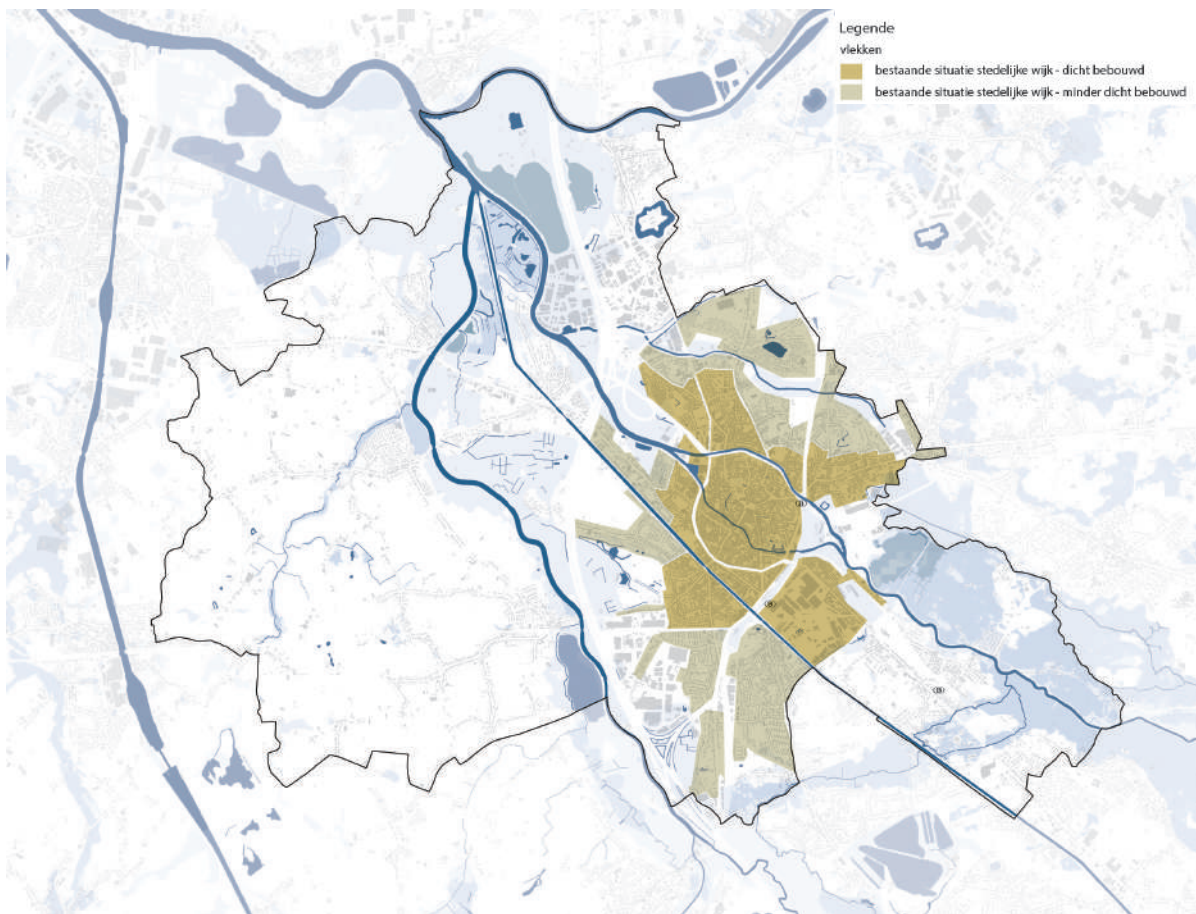 Legende
vlekken
bestaande situatie stedelijke wijk - dicht bebouwd
bestaande situatie stedelijke wijk - minder dicht bebouwd